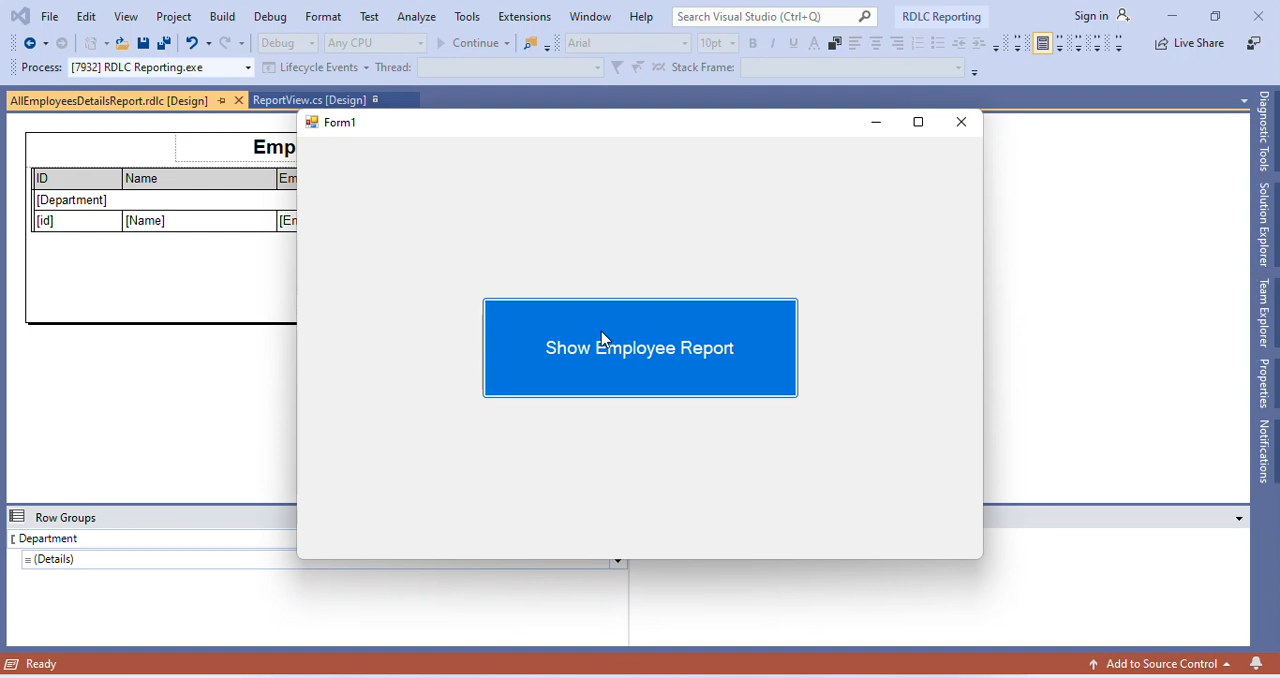 File Edit View Project Build Debug Format Test Analyze Tools Extensions Window Help Search Visual Studio (Ctrl+Q) RDLC Reporting Sign in
Debug Any CPU Continue Arial 10pt B I U A Live Share
Process: [7932] RDLC Reporting.exe Lifecycle Events Thread: Stack Frame:
AllEmployeesDetailsReport.rdlc [Design] ReportView.cs [Design]
Form1
Emp
ID Name Em
[Department]
[id] [Name]
Show Employee Report
Row Groups
[ Department
(Details)
Diagnostic Tools
Solution Explorer
Team Explorer
Properties
Notifications
Ready Add to Source Control